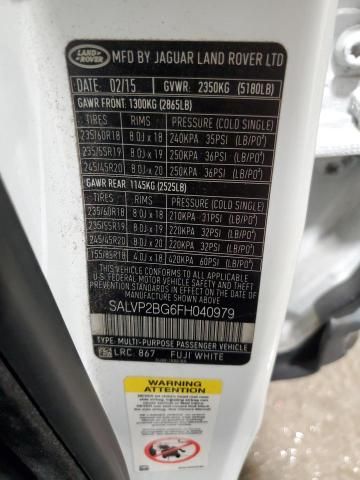 LAND ROVER MFD BY JAGUAR LAND ROVER LTD
DATE: 02/15 GVWR: 2350KG (5180LB)
GAWR FRONT: 1300KG (2865LB)
TIRES RIMS PRESSURE (COLD SINGLE)
235/60R18 8.0J x 18 240KPA 35PSI (LB/PO²)
235/55R19 8.0J x 19 250KPA 36PSI (LB/PO²)
245/45R20 8.0J x 20 250KPA 36PSI (LB/PO²)
GAWR REAR: 1145KG (2525LB)
TIRES RIMS PRESSURE (COLD SINGLE)
235/60R18 8.0J x 18 210KPA 31PSI (LB/PO²)
235/55R19 8.0J x 19 220KPA 32PSI (LB/PO²)
245/45R20 8.0J x 20 220KPA 32PSI (LB/PO²)
T155/85R18 4.0J x 18 420KPA 60PSI (LB/PO²)
THIS VEHICLE CONFORMS TO ALL APPLICABLE
U.S. FEDERAL MOTOR VEHICLE SAFETY AND THEFT
PREVENTION STANDARDS IN EFFECT ON THE DATE
OF MANUFACTURE SHOWN ABOVE.
SALVP2BG6FH040979
TYPE: MULTI-PURPOSE PASSENGER VEHICLE
LRC: 867 FUJI WHITE
WARNING
AVERTISSEMENT